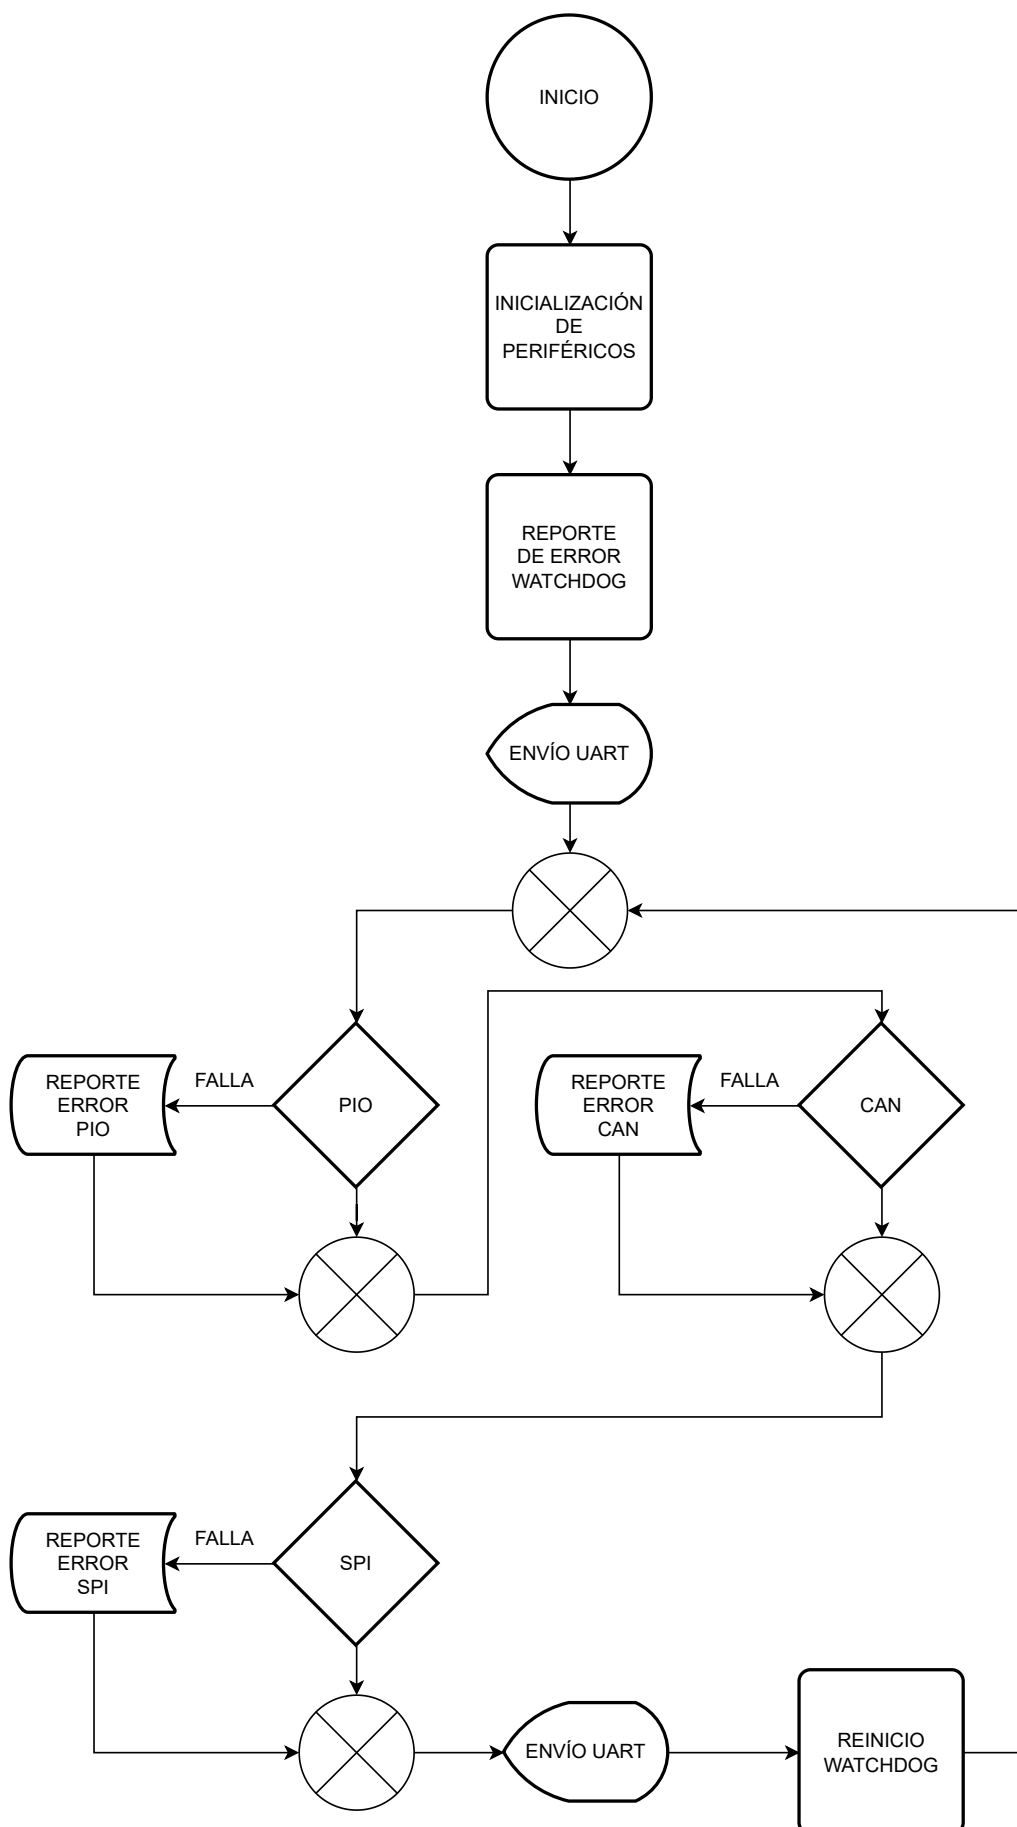 INICIO
INICIALIZACIÓN
DE
PERIFÉRICOS
REPORTE
DE ERROR
WATCHDOG
ENVÍO UART
REPORTE
ERROR
PIO
FALLA
PIO
REPORTE
ERROR
CAN
FALLA
CAN
REPORTE
ERROR
SPI
FALLA
SPI
ENVÍO UART
REINICIO
WATCHDOG